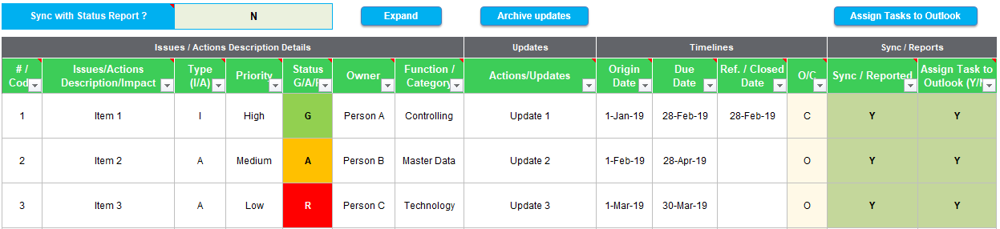 Sync with Status Report ? N Expand Archive updates Assign Tasks to Outlook
Issues / Actions Description Details Updates Timelines Sync / Reports
# / Issues/Actions Type Status Function / Origin Due Ref. / Closed Assign Task to
Priority Owner Actions/Updates O/C Sync / Reported
Code Description/Impact (I/A) G/A/R Category Date Date Date Outlook (Y/N
1 Item 1 I High G Person A Controlling Update 1 1-Jan-19 28-Feb-19 28-Feb-19 C Y Y
2 Item 2 A Medium A Person B Master Data Update 2 1-Feb-19 28-Apr-19 O Y Y
3 Item 3 A Low R Person C Technology Update 3 1-Mar-19 30-Mar-19 O Y Y